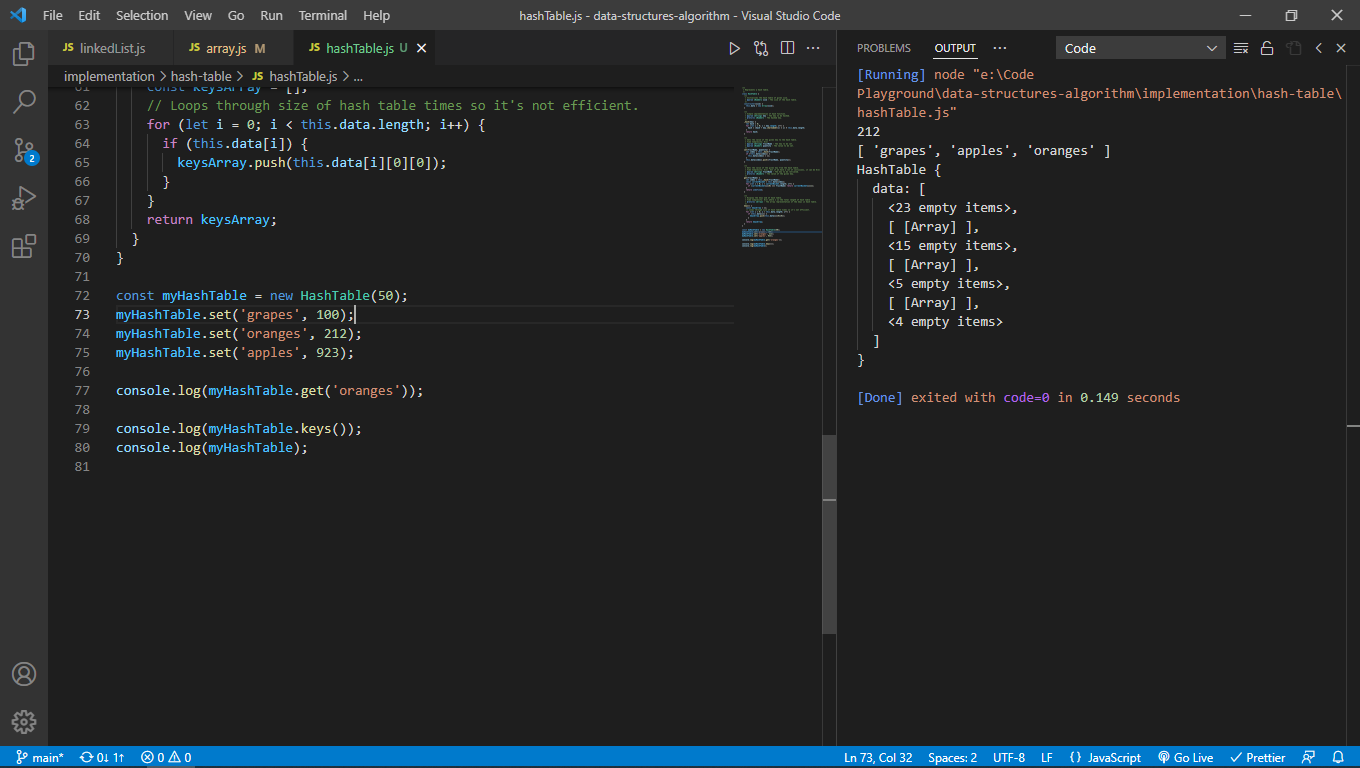 File Edit Selection View Go Run Terminal Help
hashTable.js - data-structures-algorithm - Visual Studio Code
JS linkedList.js
JS array.js M
JS hashTable.js U
implementation > hash-table > JS hashTable.js > ...
2
61 const keysArray = [];
62 // Loops through size of hash table times so it's not efficient.
63 for (let i = 0; i < this.data.length; i++) {
64 if (this.data[i]) {
65 keysArray.push(this.data[i][0][0]);
66 }
67 }
68 return keysArray;
69 }
70 }
71
72 const myHashTable = new HashTable(50);
73 myHashTable.set('grapes', 100);
74 myHashTable.set('oranges', 212);
75 myHashTable.set('apples', 923);
76
77 console.log(myHashTable.get('oranges'));
78
79 console.log(myHashTable.keys());
80 console.log(myHashTable);
81
PROBLEMS OUTPUT ... Code
[Running] node "e:\Code
Playground\data-structures-algorithm\implementation\hash-table\
hashTable.js"
212
[ 'grapes', 'apples', 'oranges' ]
HashTable {
data: [
<23 empty items>,
[ [Array] ],
<15 empty items>,
[ [Array] ],
<5 empty items>,
[ [Array] ],
<4 empty items>
]
}
[Done] exited with code=0 in 0.149 seconds
main* 0↓ 1↑ 0 0
Ln 73, Col 32 Spaces: 2 UTF-8 LF {} JavaScript Go Live Prettier